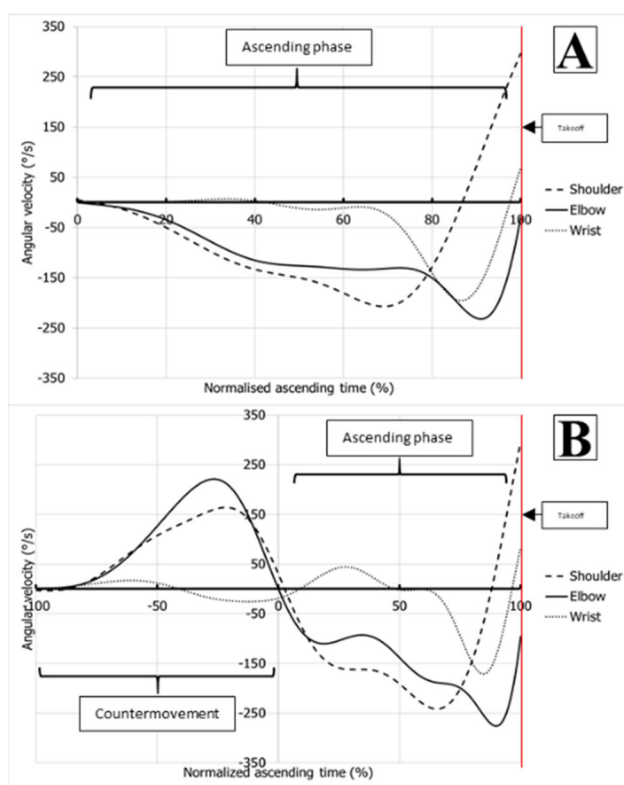 350
Ascending phase
A
250
150
Takeoff
Angular velocity (°/s)
50
Shoulder
0
20
40
60
80
100
Elbow
-50
Wrist
-150
-250
-350
Normalised ascending time (%)
350
Ascending phase
B
250
150
Takeoff
Angular velocity (°/s)
50
Shoulder
-100
-50
0
50
100
Elbow
-50
Wrist
-150
Countermovement
-250
-350
Normalized ascending time (%)